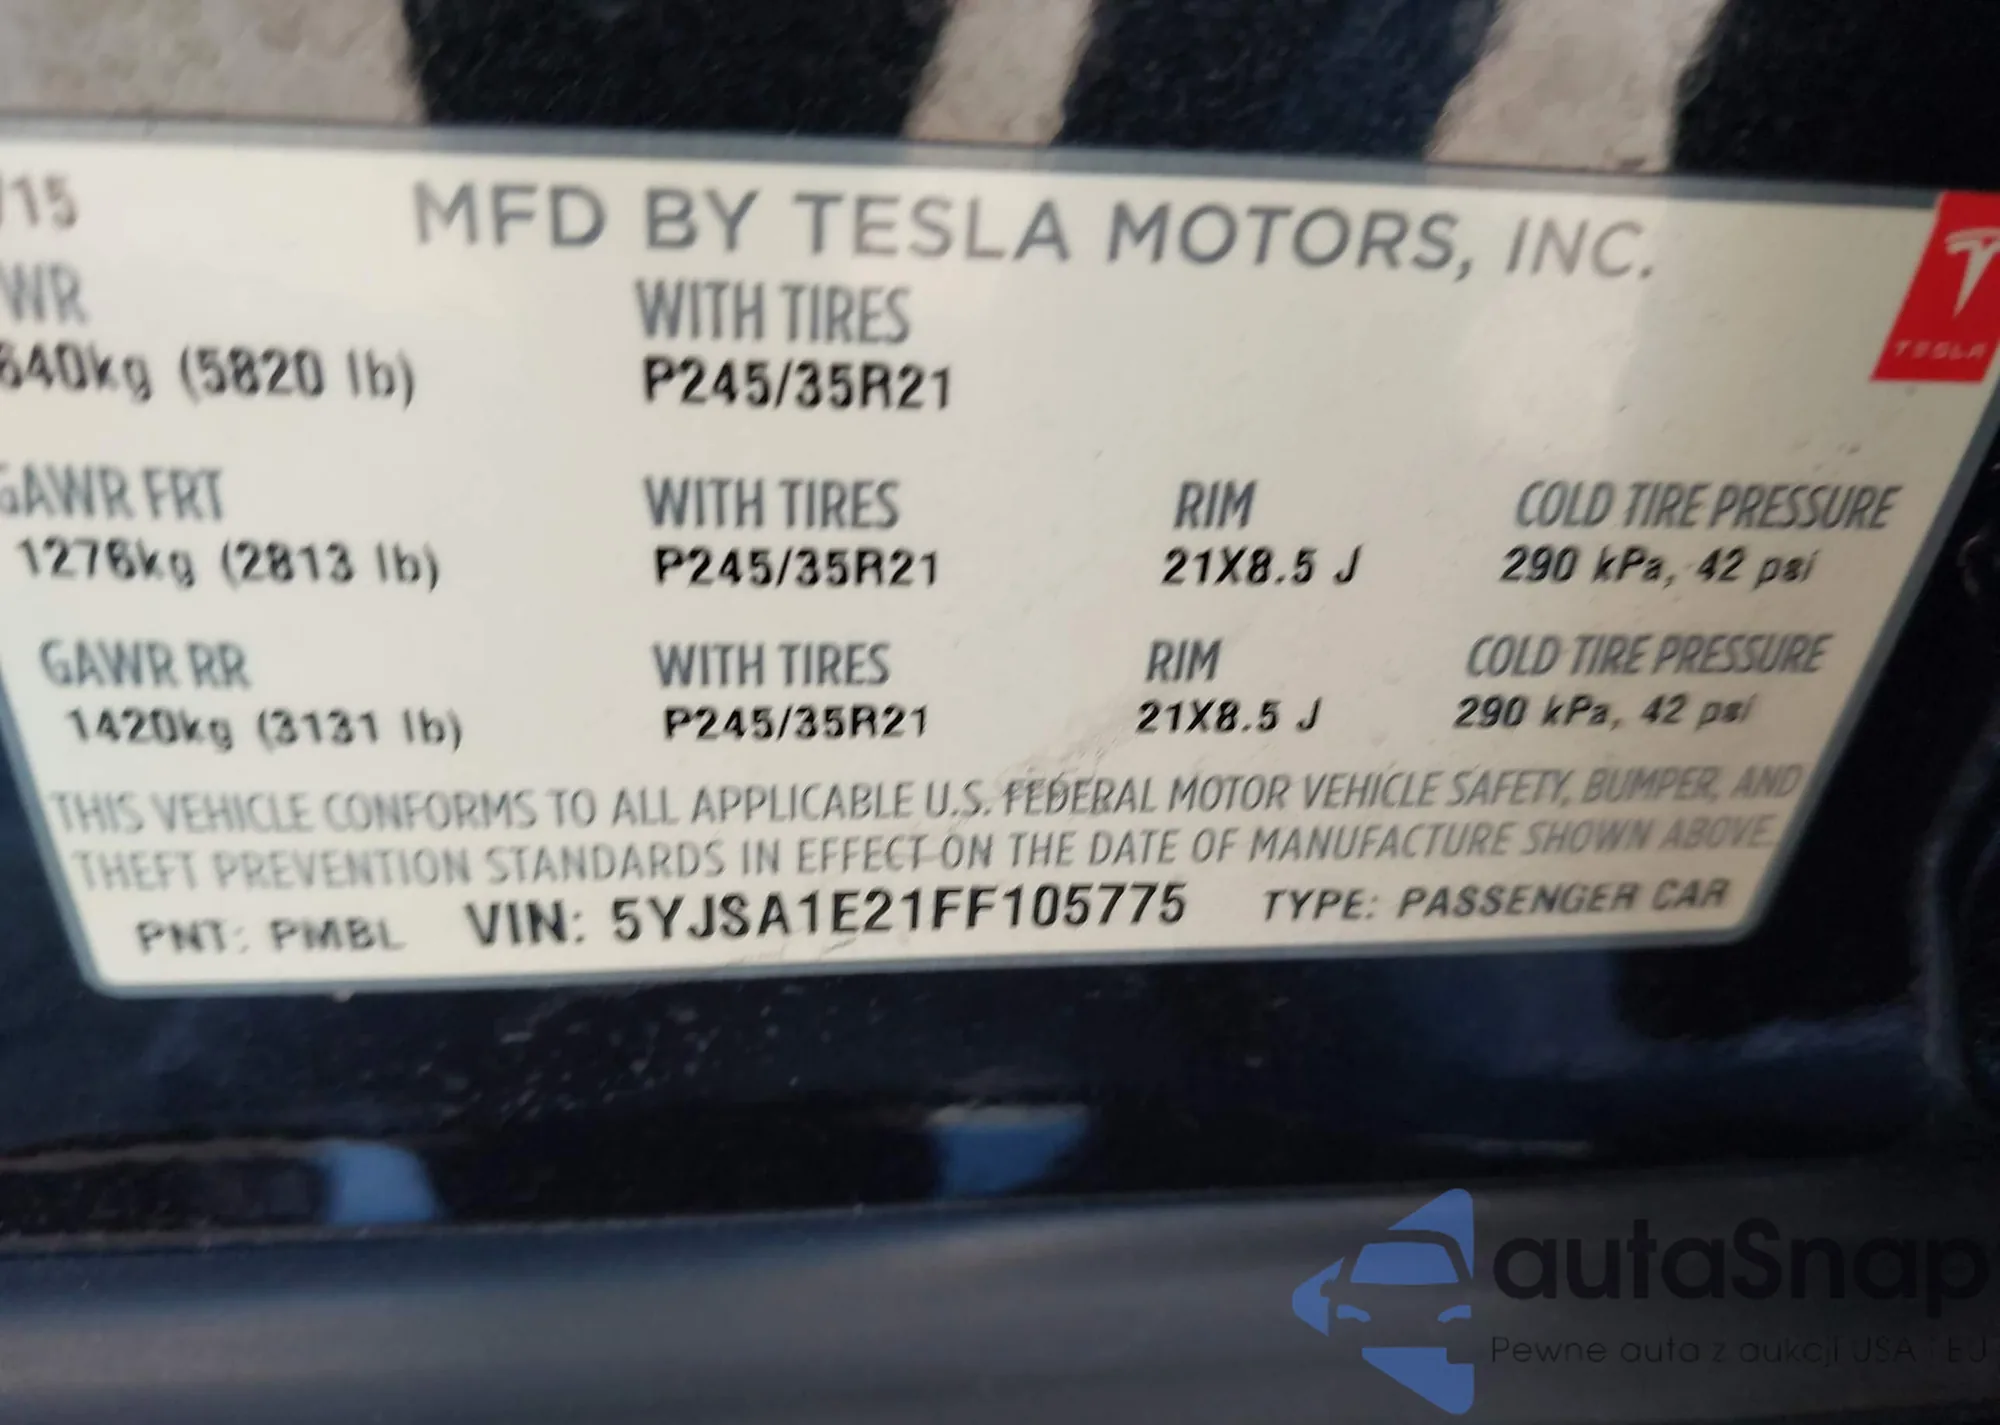 /15 MFD BY TESLA MOTORS, INC.
WR WITH TIRES
640kg (5820 lb) P245/35R21
TESLA
GAWR FRT WITH TIRES RIM COLD TIRE PRESSURE
1276kg (2813 lb) P245/35R21 21X8.5 J 290 kPa, 42 psi
GAWR RR WITH TIRES RIM COLD TIRE PRESSURE
1420kg (3131 lb) P245/35R21 21X8.5 J 290 kPa, 42 psi
THIS VEHICLE CONFORMS TO ALL APPLICABLE U.S. FEDERAL MOTOR VEHICLE SAFETY, BUMPER, AND
THEFT PREVENTION STANDARDS IN EFFECT ON THE DATE OF MANUFACTURE SHOWN ABOVE.
PNT: PMBL VIN: 5YJSA1E21FF105775 TYPE: PASSENGER CAR
autaSnap
Pewne auta z aukcji USA - EU